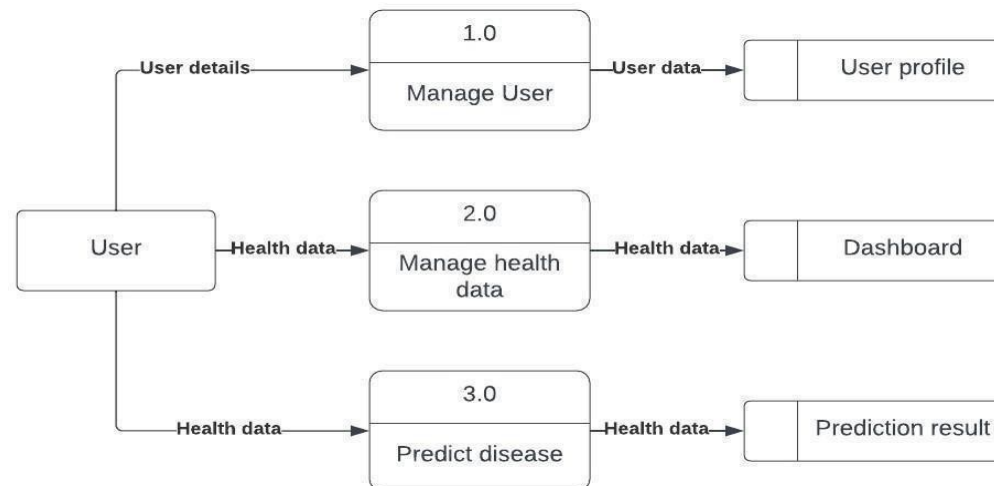 1.0
User details
Manage User
User data
User profile
2.0
User
Health data
Manage health
data
Health data
Dashboard
3.0
Health data
Predict disease
Health data
Prediction result